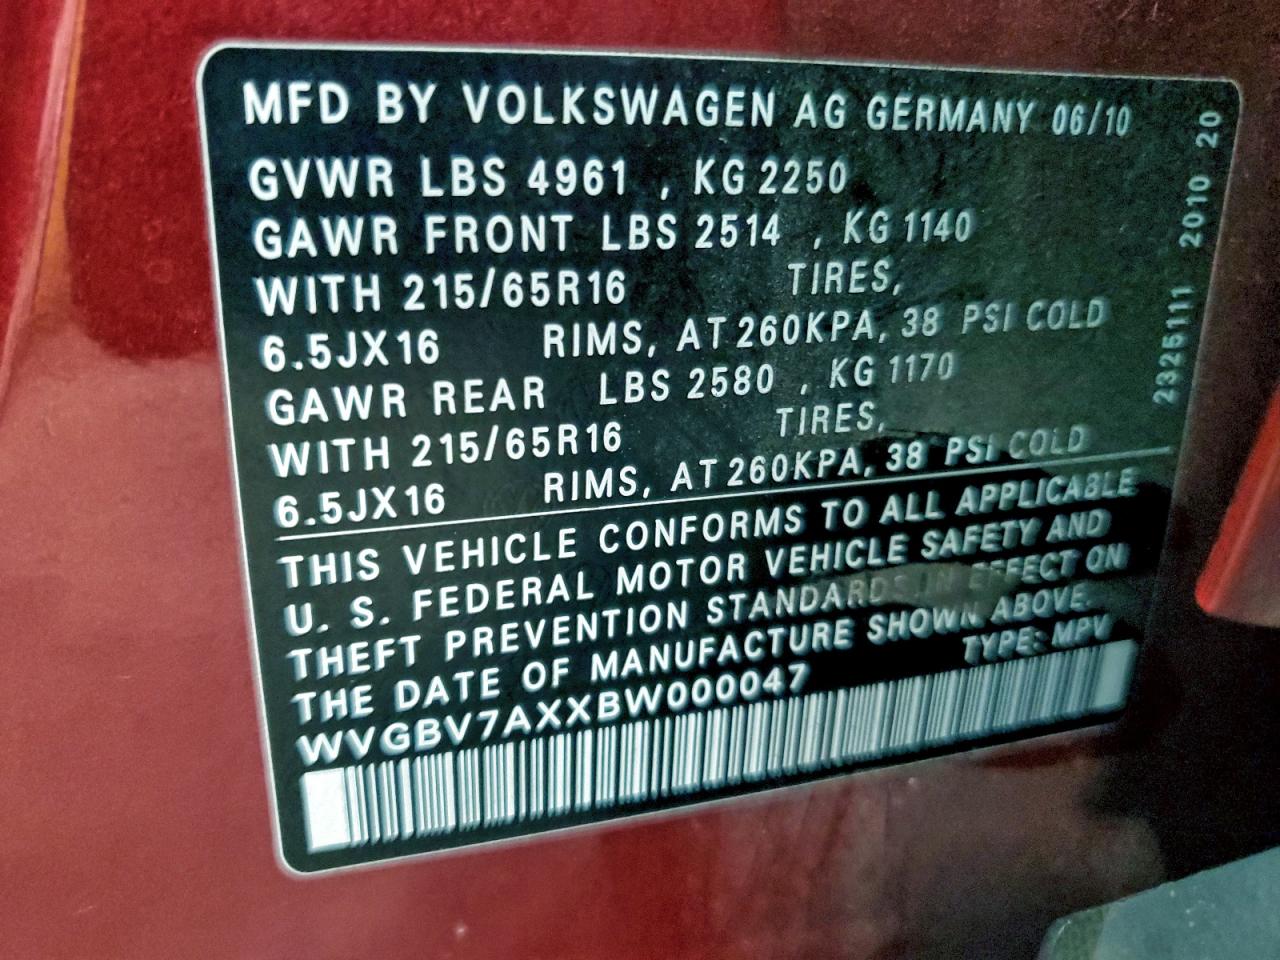 MFD BY VOLKSWAGEN AG GERMANY 06/10
GVWR LBS 4961 , KG 2250
GAWR FRONT LBS 2514 , KG 1140
WITH 215/65R16 TIRES,
6.5JX16 RIMS, AT 260KPA, 38 PSI COLD
GAWR REAR LBS 2580 , KG 1170
WITH 215/65R16 TIRES,
6.5JX16 RIMS, AT 260KPA, 38 PSI COLD
THIS VEHICLE CONFORMS TO ALL APPLICABLE
U. S. FEDERAL MOTOR VEHICLE SAFETY AND
THEFT PREVENTION STANDARDS IN EFFECT ON
THE DATE OF MANUFACTURE SHOWN ABOVE.
WVGBV7AXXBW000047 TYPE: MPV
2325111 2010 20